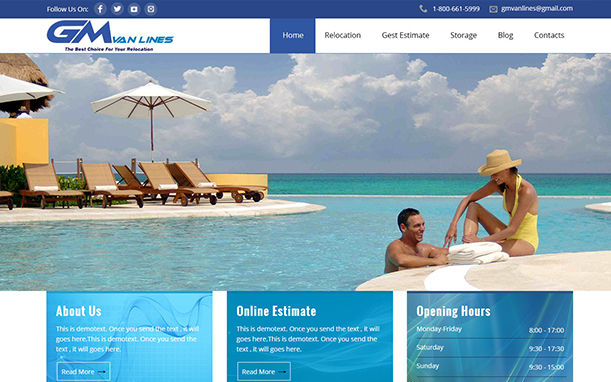 Follow Us On:
1-800-661-5999
gmvanlines@gmail.com
GM VAN LINES
The Best Choice For Your Relocation
Home
Relocation
Gest Estimate
Storage
Blog
Contacts
About Us
This is demotext. Once you send the text , it will
goes here.This is demotext. Once you send the
text , it will goes here.
Read More
Online Estimate
This is demotext. Once you send the text , it will
goes here.This is demotext. Once you send the
text , it will goes here.
Read More
Opening Hours
Monday-Friday 8:00 - 17:00
Saturday 9:30 - 17:00
Sunday 9:30 - 15:00